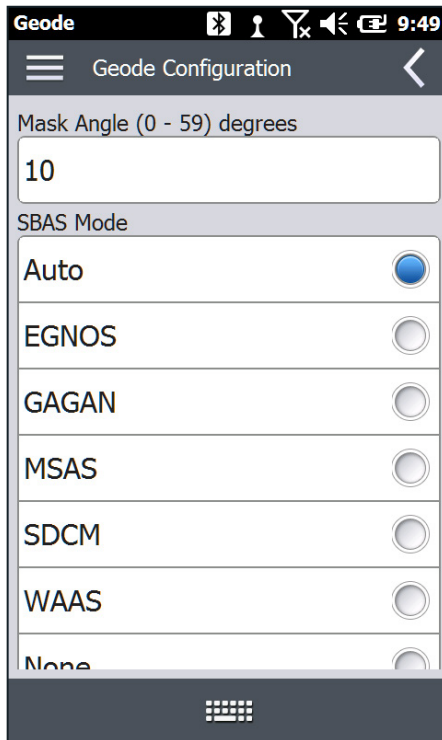 Geode 9:49
Geode Configuration
Mask Angle (0 - 59) degrees
10
SBAS Mode
Auto
EGNOS
GAGAN
MSAS
SDCM
WAAS
None